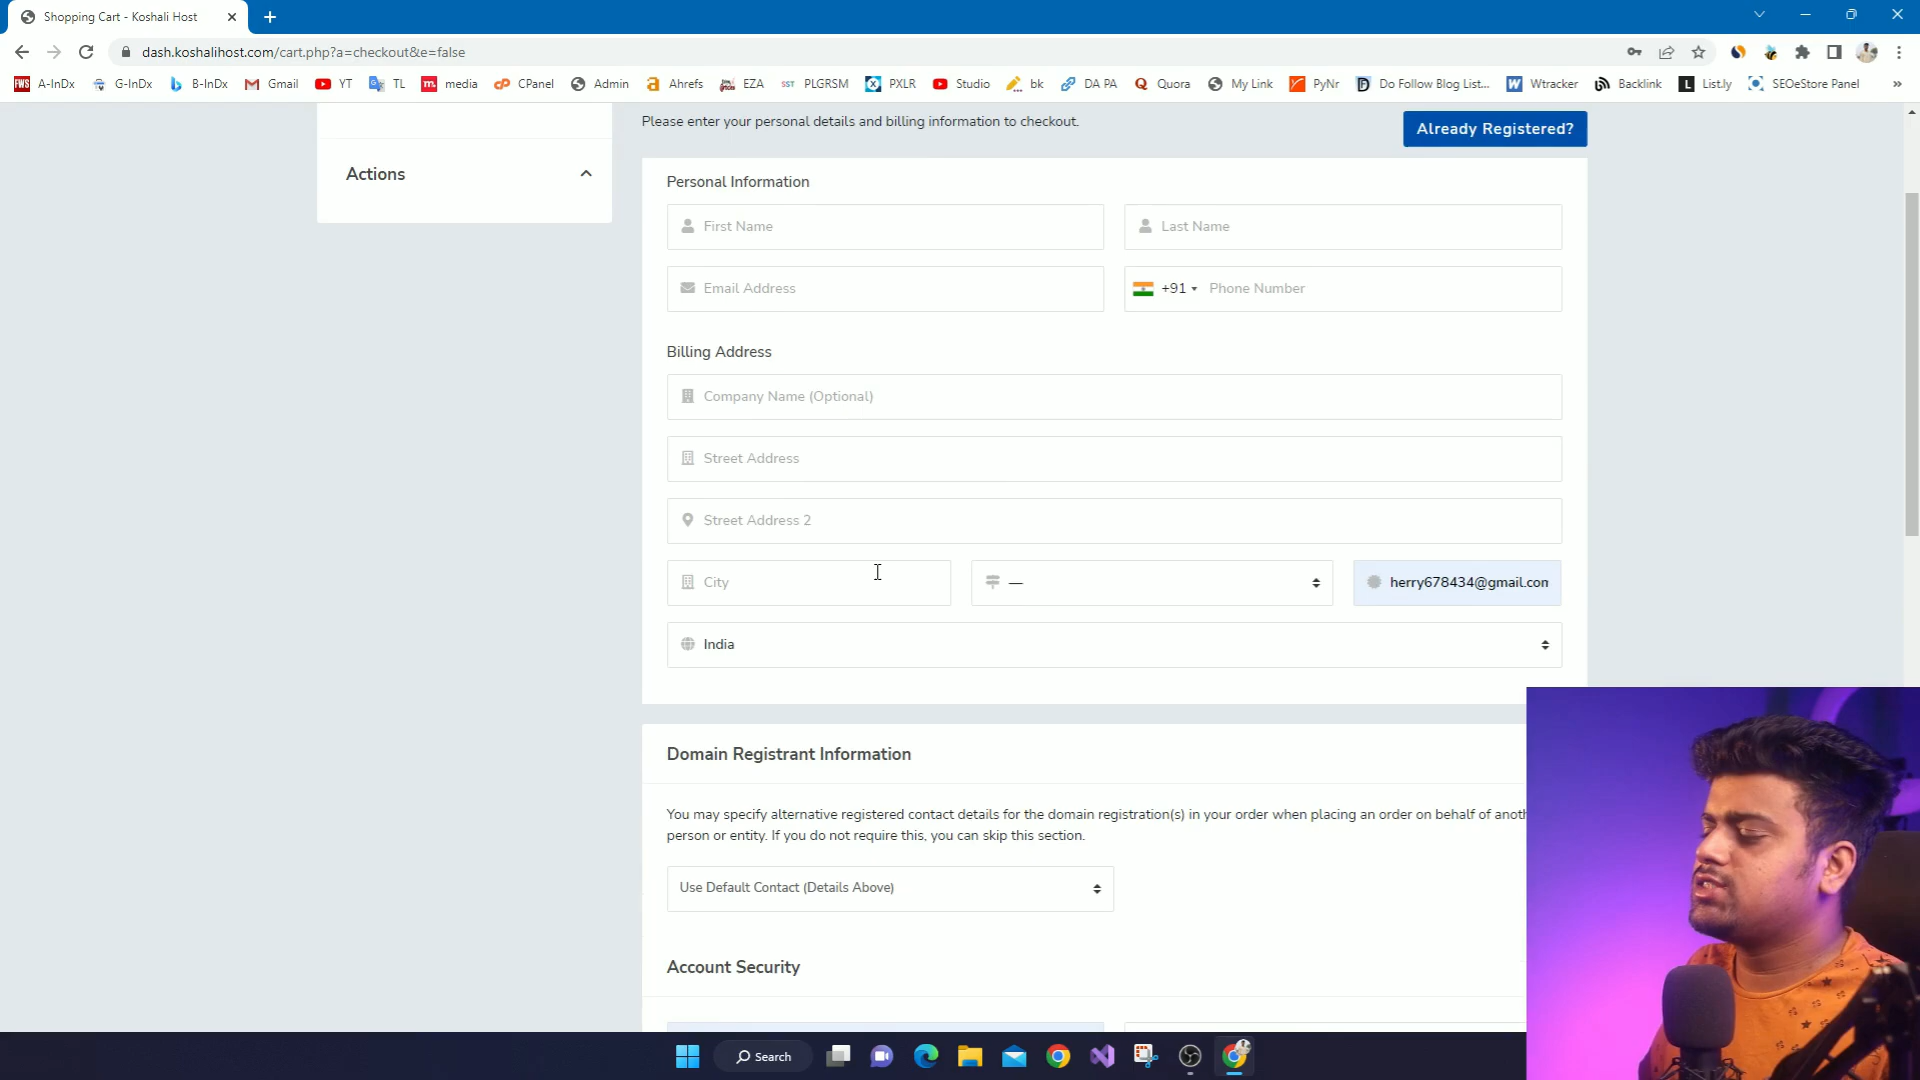 Shopping Cart - Koshali Host
dash.koshalihost.com/cart.php?a=checkout&e=false
FWS A-InDx G-InDx B-InDx Gmail YT TL m. media cP CPanel Admin Ahrefs EZA SST PLGRSM PXLR Studio bk DA PA Quora My Link PyNr Do Follow Blog List... Wtracker Backlink L List.ly SEOeStore Panel »
Please enter your personal details and billing information to checkout.
Already Registered?
Actions
Personal Information
First Name
Last Name
Email Address
+91 Phone Number
Billing Address
Company Name (Optional)
Street Address
Street Address 2
City
—
herry678434@gmail.con
India
Domain Registrant Information
You may specify alternative registered contact details for the domain registration(s) in your order when placing an order on behalf of anoth
person or entity. If you do not require this, you can skip this section.
Use Default Contact (Details Above)
Account Security
Search